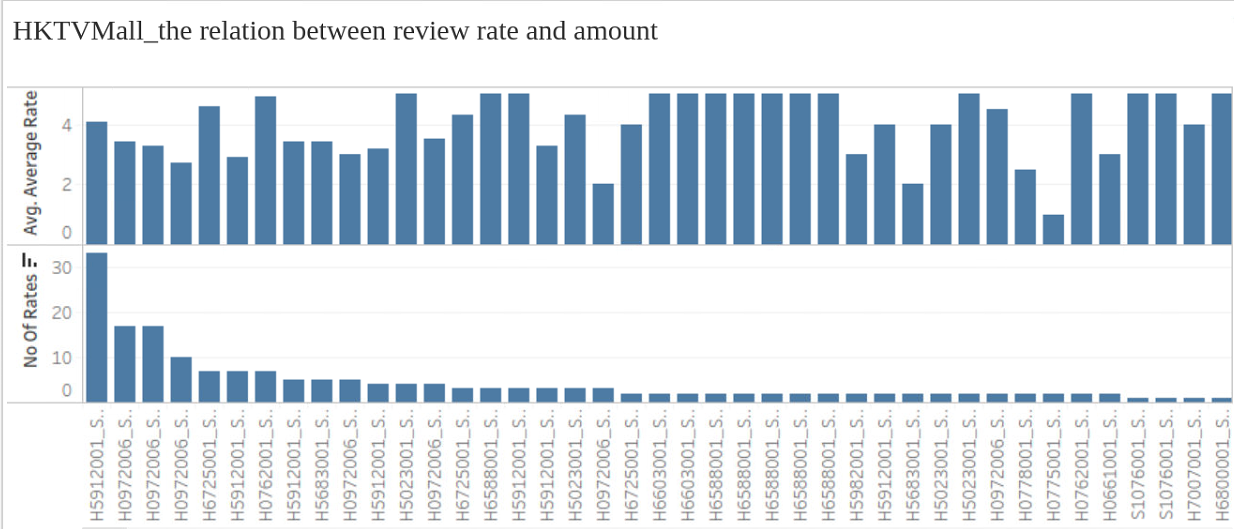 HKTVMall_the relation between review rate and amount
Avg. Average Rate
4
2
0
No Of Rates
30
20
10
0
H5912001_S..
H0972006_S..
H0972006_S..
H0972006_S..
H6725001_S..
H5912001_S..
H0762001_S..
H5912001_S..
H5683001_S..
H0972006_S..
H5912001_S..
H5023001_S..
H0972006_S..
H6725001_S..
H6588001_S..
H5912001_S..
H5912001_S..
H5023001_S..
H0972006_S..
H6725001_S..
H6603001_S..
H6603001_S..
H6588001_S..
H6588001_S..
H6588001_S..
H6588001_S..
H6588001_S..
H5982001_S..
H5912001_S..
H5683001_S..
H5023001_S..
H5023001_S..
H0972006_S..
H0778001_S..
H0775001_S..
H0762001_S..
H0661001_S..
S1076001_S..
S1076001_S..
H7007001_S..
H6800001_S..